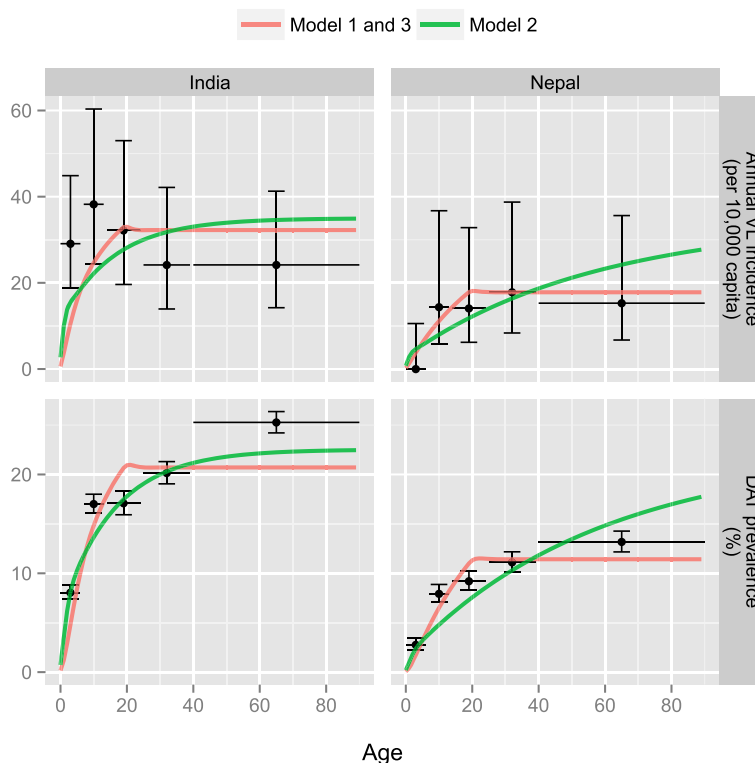 Model 1 and 3 Model 2
India Nepal
60
40
20
0
Annual VL incidence
(per 10,000 capita)
20
10
0
DAT prevalence
(%)
0 20 40 60 80 0 20 40 60 80
Age